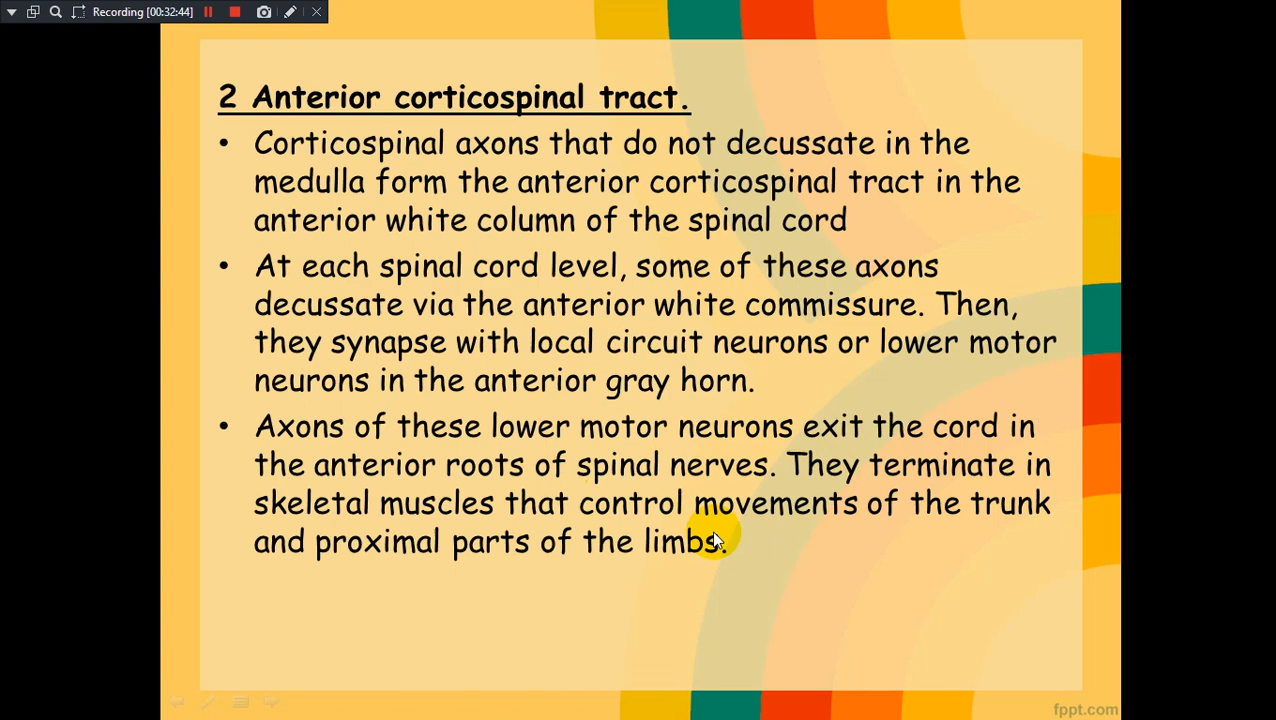 Recording [00:32:44]
2 Anterior corticospinal tract.
• Corticospinal axons that do not decussate in the
medulla form the anterior corticospinal tract in the
anterior white column of the spinal cord
• At each spinal cord level, some of these axons
decussate via the anterior white commissure. Then,
they synapse with local circuit neurons or lower motor
neurons in the anterior gray horn.
• Axons of these lower motor neurons exit the cord in
the anterior roots of spinal nerves. They terminate in
skeletal muscles that control movements of the trunk
and proximal parts of the limbs.
fppt.com